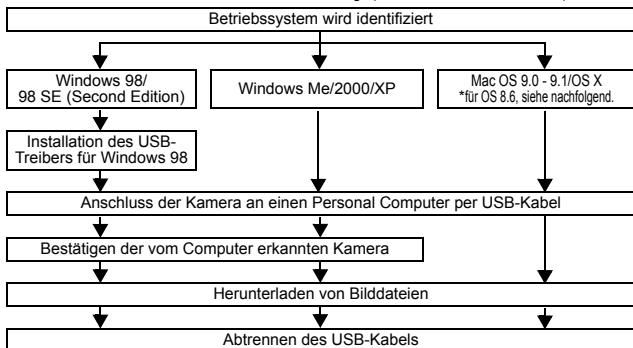 Betriebssystem wird identifiziert
Windows 98/
98 SE (Second Edition)
Windows Me/2000/XP
Mac OS 9.0 - 9.1/OS X
*für OS 8.6, siehe nachfolgend.
Installation des USB-
Treibers für Windows 98
Anschluss der Kamera an einen Personal Computer per USB-Kabel
Bestätigen der vom Computer erkannten Kamera
Herunterladen von Bilddateien
Abtrennen des USB-Kabels